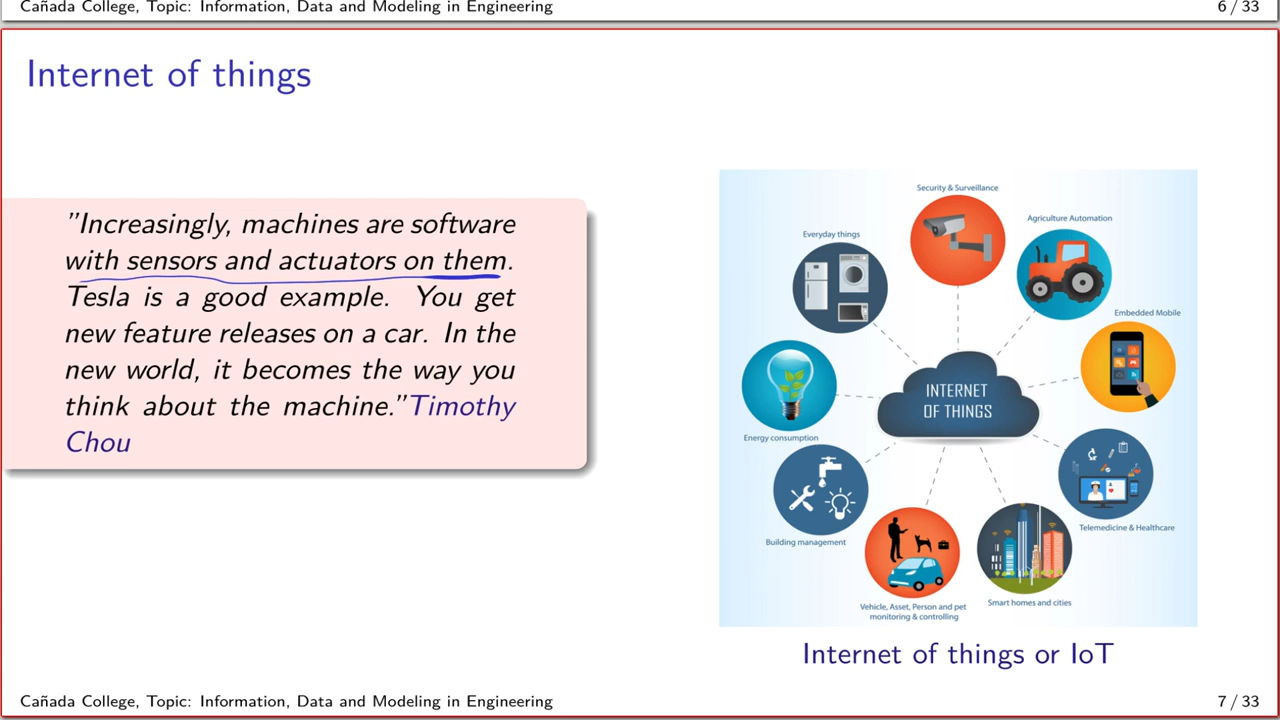 Cañada College, Topic: Information, Data and Modeling in Engineering
6 / 33
Internet of things
"Increasingly, machines are software
with sensors and actuators on them.
Tesla is a good example. You get
new feature releases on a car. In the
new world, it becomes the way you
think about the machine."Timothy
Chou
Security & Surveillance
Agriculture Automation
Everyday things
Embedded Mobile
INTERNET
OF THINGS
Energy consumption
Telemedicine & Healthcare
Building management
Smart homes and cities
Vehicle, Asset, Person and pet
monitoring & controlling
Internet of things or IoT
Cañada College, Topic: Information, Data and Modeling in Engineering
7 / 33